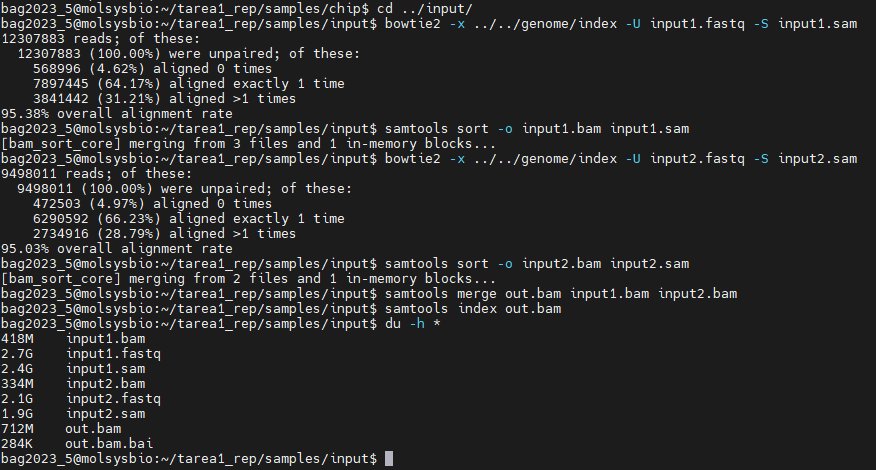 bag2023_5@molsysbio:~/tarea1_rep/samples/chip$ cd ../input/
bag2023_5@molsysbio:~/tarea1_rep/samples/input$ bowtie2 -x ../../genome/index -U input1.fastq -S input1.sam
12307883 reads; of these:
  12307883 (100.00%) were unpaired; of these:
    568996 (4.62%) aligned 0 times
    7897445 (64.17%) aligned exactly 1 time
    3841442 (31.21%) aligned >1 times
95.38% overall alignment rate
bag2023_5@molsysbio:~/tarea1_rep/samples/input$ samtools sort -o input1.bam input1.sam
[bam_sort_core] merging from 3 files and 1 in-memory blocks...
bag2023_5@molsysbio:~/tarea1_rep/samples/input$ bowtie2 -x ../../genome/index -U input2.fastq -S input2.sam
9498011 reads; of these:
  9498011 (100.00%) were unpaired; of these:
    472503 (4.97%) aligned 0 times
    6290592 (66.23%) aligned exactly 1 time
    2734916 (28.79%) aligned >1 times
95.03% overall alignment rate
bag2023_5@molsysbio:~/tarea1_rep/samples/input$ samtools sort -o input2.bam input2.sam
[bam_sort_core] merging from 2 files and 1 in-memory blocks...
bag2023_5@molsysbio:~/tarea1_rep/samples/input$ samtools merge out.bam input1.bam input2.bam
bag2023_5@molsysbio:~/tarea1_rep/samples/input$ samtools index out.bam
bag2023_5@molsysbio:~/tarea1_rep/samples/input$ du -h *
418M    input1.bam
2.7G    input1.fastq
2.4G    input1.sam
334M    input2.bam
2.1G    input2.fastq
1.9G    input2.sam
712M    out.bam
284K    out.bam.bai
bag2023_5@molsysbio:~/tarea1_rep/samples/input$